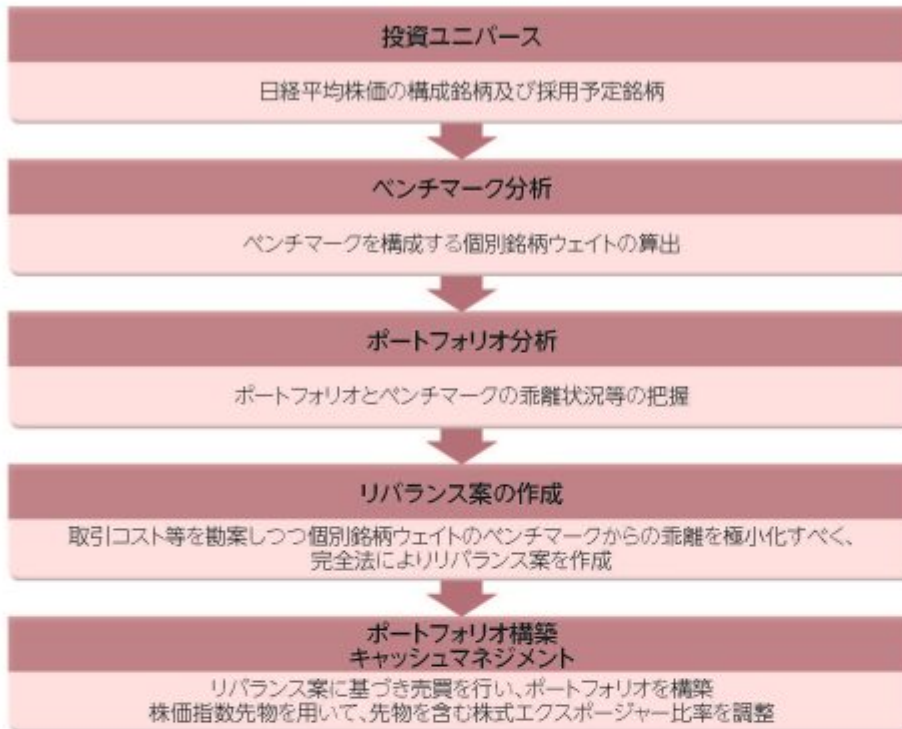 投資ユニバース
日経平均株価の構成銘柄及び採用予定銘柄
ベンチマーク分析
ベンチマークを構成する個別銘柄ウェイトの算出
ポートフォリオ分析
ポートフォリオとベンチマークの乖離状況等の把握
リバランス案の作成
取引コスト等を勘案しつつ個別銘柄ウェイトのベンチマークからの乖離を極小化すべく、
完全法によりリバランス案を作成
ポートフォリオ構築
キャッシュマネジメント
リバランス案に基づき売買を行い、ポートフォリオを構築
株価指数先物を用いて、先物を含む株式エクスポージャー比率を調整